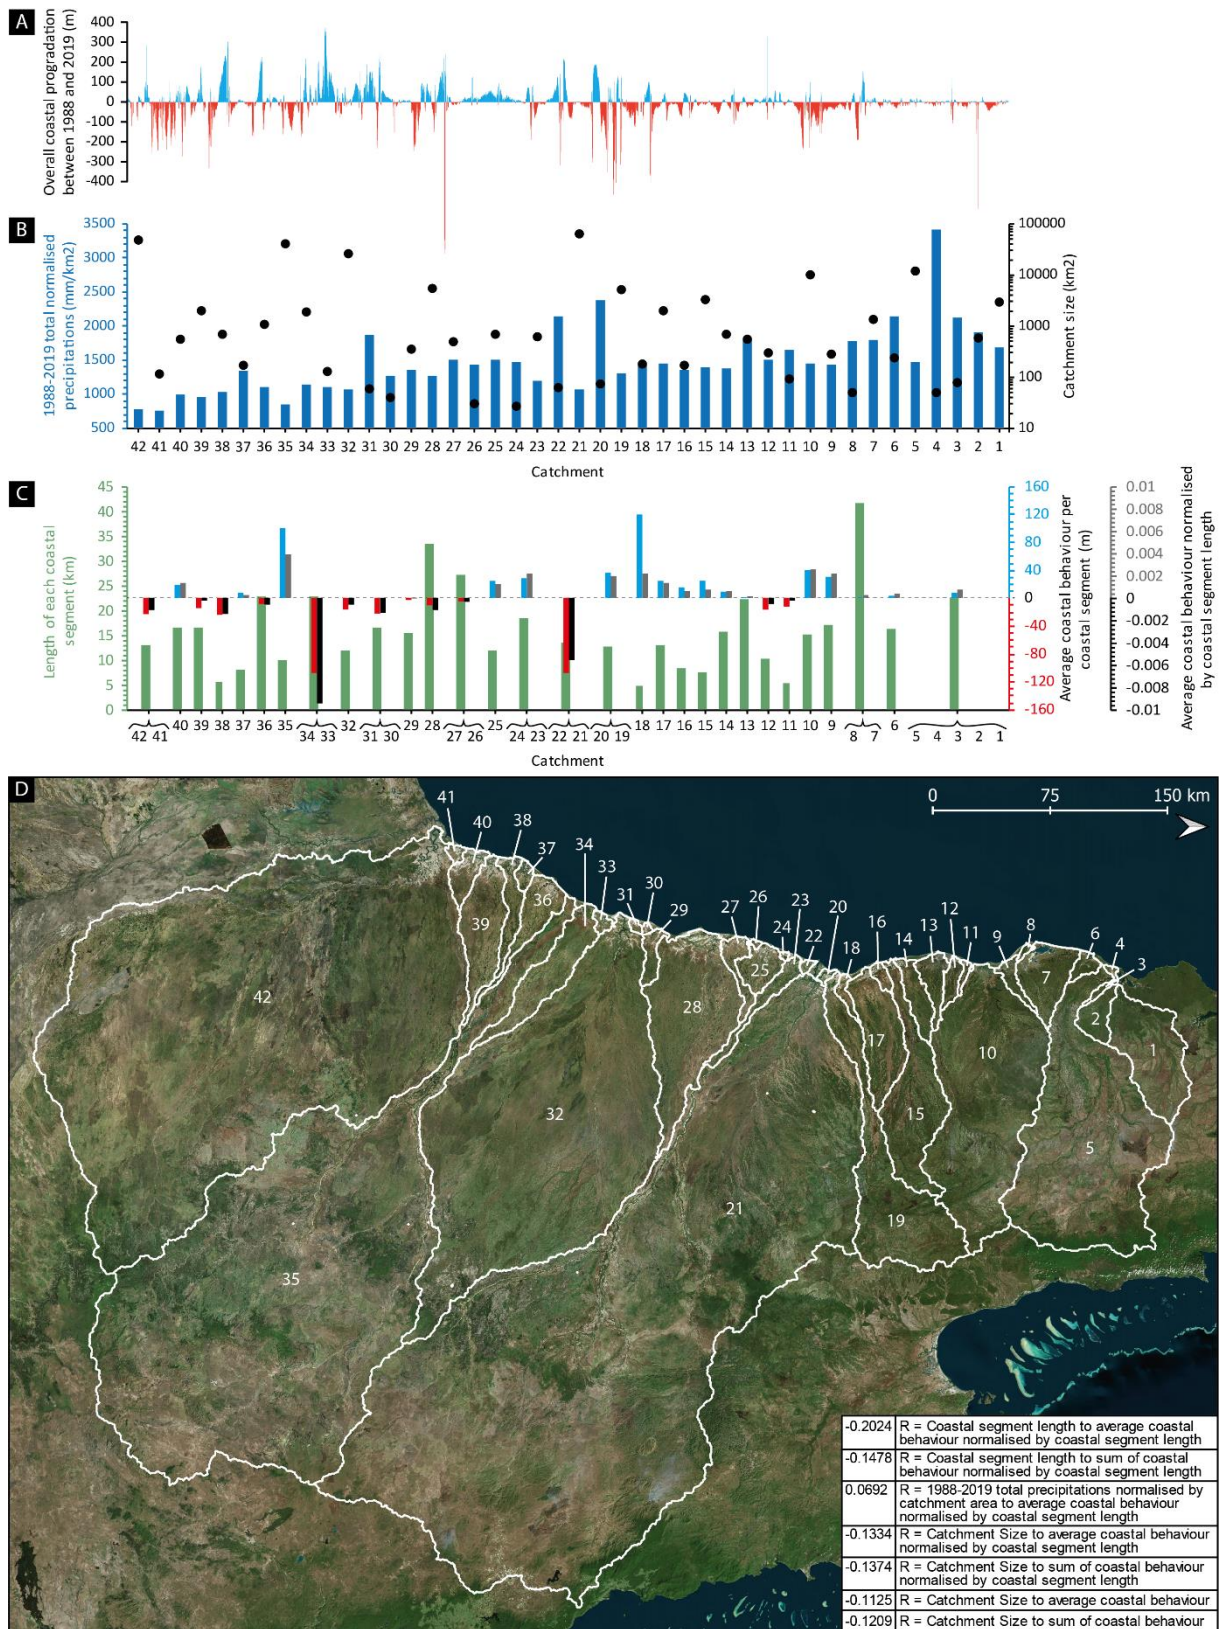 A
Overall coastal progradation
between 1988 and 2019 (m)
400
300
200
100
0
-100
-200
-300
-400
B
1988-2019 total normalised
precipitations (mm/km2)
3500
3000
2500
2000
1500
1000
500
100000
10000
1000
100
10
Catchment size (km2)
42 41 40 39 38 37 36 35 34 33 32 31 30 29 28 27 26 25 24 23 22 21 20 19 18 17 16 15 14 13 12 11 10 9 8 7 6 5 4 3 2 1
Catchment
C
Length of each coastal
segment (km)
45
40
35
30
25
20
15
10
5
0
160
120
80
40
0
-40
-80
-120
-160
Average coastal behaviour per
coastal segment (m)
0.01
0.008
0.006
0.004
0.002
0
-0.002
-0.004
-0.006
-0.008
-0.01
Average coastal behaviour normalised
by coastal segment length
42 41 40 39 38 37 36 35 34 33 32 31 30 29 28 27 26 25 24 23 22 21 20 19 18 17 16 15 14 13 12 11 10 9 8 7 6 5 4 3 2 1
Catchment
D
0 75 150 km
41
40
38
37
34
33
31
30
29
27
26
24
23
22
20
18
16
14
13
12
11
9
8
6
4
3
39
36
42
28
25
17
10
7
2
1
32
15
5
21
19
35
-0.2024 R = Coastal segment length to average coastal
behaviour normalised by coastal segment length
-0.1478 R = Coastal segment length to sum of coastal
behaviour normalised by coastal segment length
0.0692 R = 1988-2019 total precipitations normalised by
catchment area to average coastal behaviour
normalised by coastal segment length
-0.1334 R = Catchment Size to average coastal behaviour
normalised by coastal segment length
-0.1374 R = Catchment Size to sum of coastal behaviour
normalised by coastal segment length
-0.1125 R = Catchment Size to average coastal behaviour
-0.1209 R = Catchment Size to sum of coastal behaviour